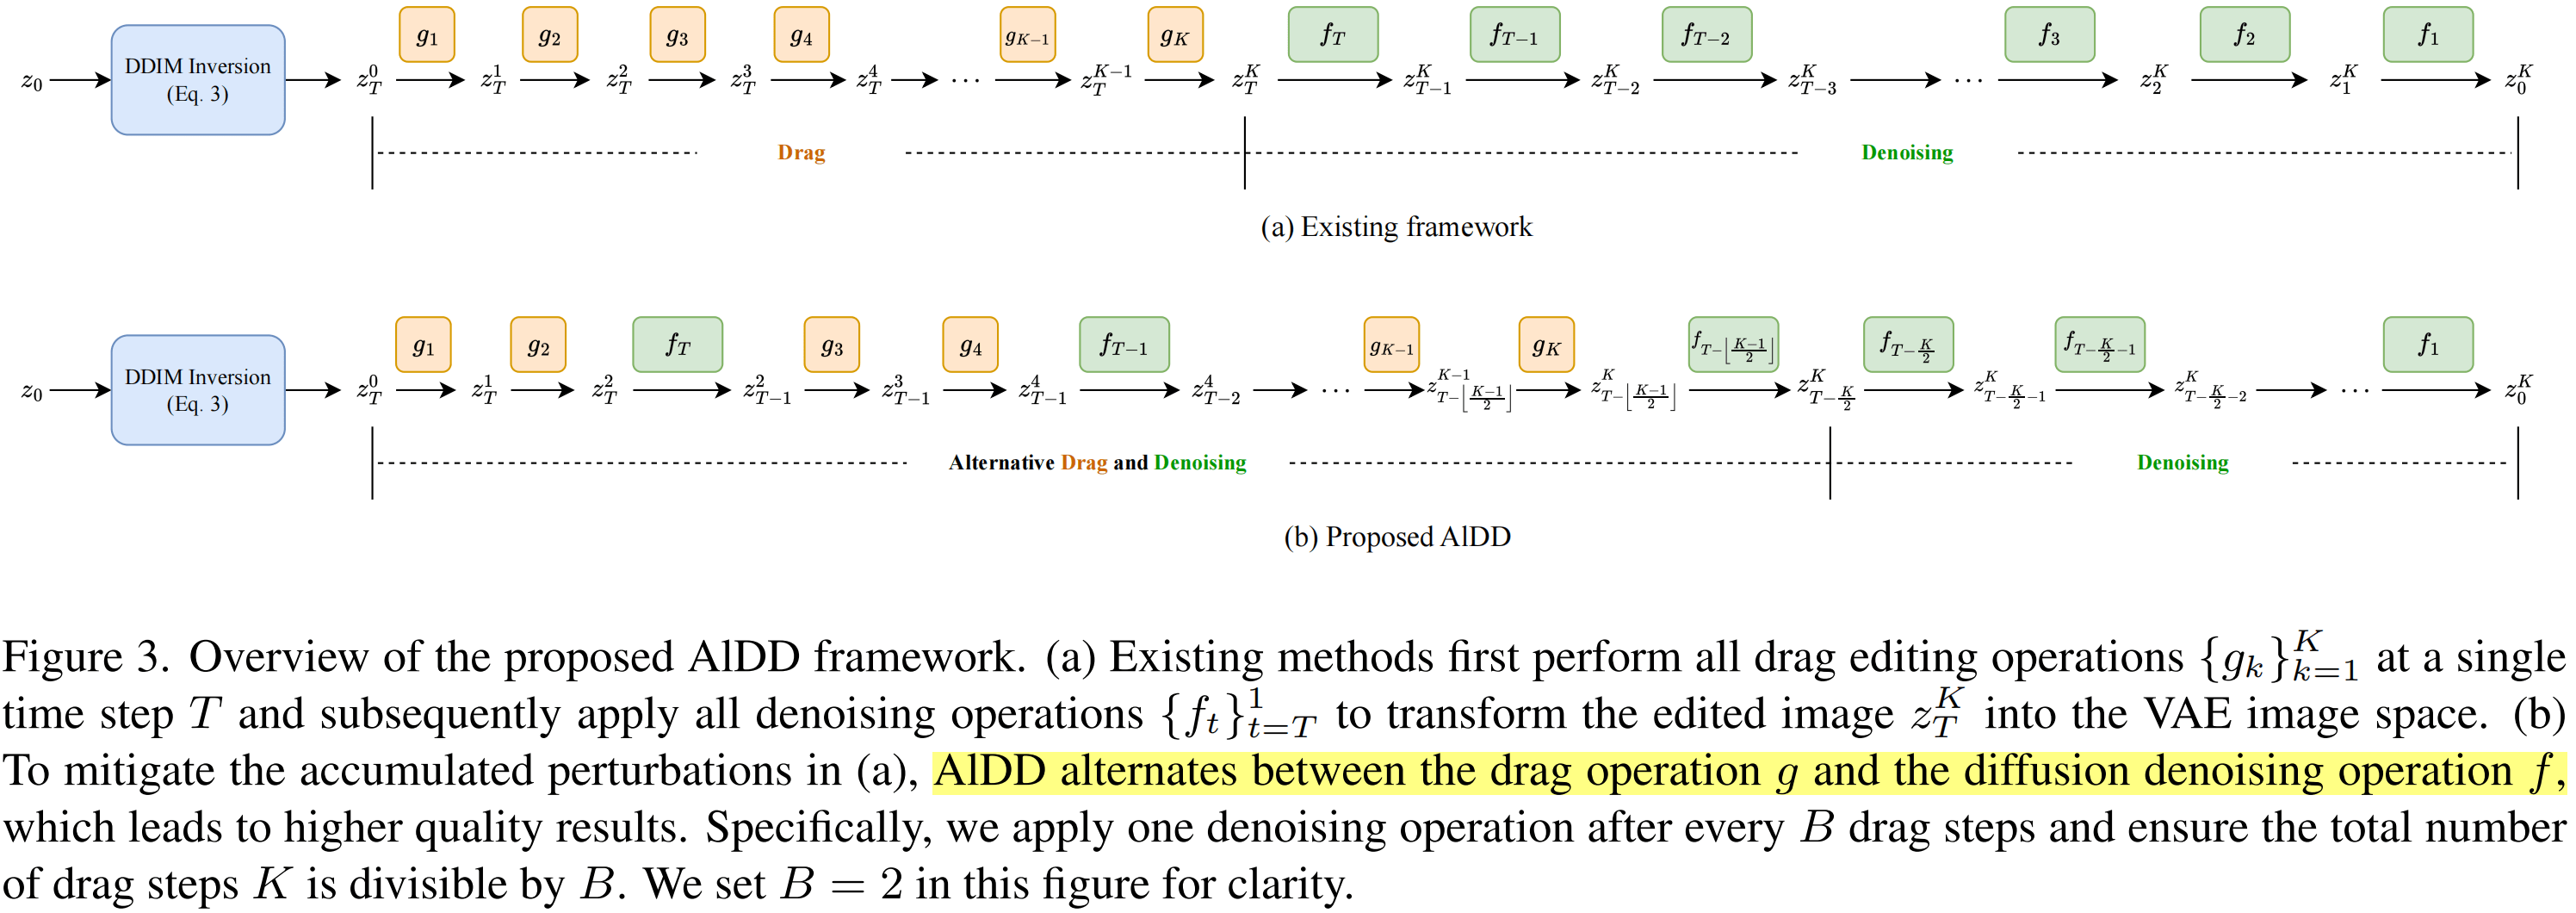 g_1 g_2 g_3 g_4 g_{K-1} g_K f_T f_{T-1} f_{T-2} f_3 f_2 f_1
z_0 DDIM Inversion (Eq. 3) z_T^0 z_T^1 z_T^2 z_T^3 z_T^4 ··· z_T^{K-1} z_T^K z_{T-1}^K z_{T-2}^K z_{T-3}^K ··· z_2^K z_1^K z_0^K
Drag Denoising
(a) Existing framework
g_1 g_2 f_T g_3 g_4 f_{T-1} g_{K-1} g_K f_{T-⌊\frac{K-1}{2}⌋} f_{T-\frac{K}{2}} f_{T-\frac{K}{2}-1} f_1
z_0 DDIM Inversion (Eq. 3) z_T^0 z_T^1 z_T^2 z_{T-1}^2 z_{T-1}^3 z_{T-1}^4 z_{T-2}^4 ··· z_{T-⌊\frac{K-1}{2}⌋}^{K-1} z_{T-⌊\frac{K-1}{2}⌋}^K z_{T-\frac{K}{2}}^K z_{T-\frac{K}{2}-1}^K z_{T-\frac{K}{2}-2}^K ··· z_0^K
Alternative Drag and Denoising Denoising
(b) Proposed AlDD
Figure 3. Overview of the proposed AlDD framework. (a) Existing methods first perform all drag editing operations {g_k}_{k=1}^K at a single
time step T and subsequently apply all denoising operations {f_t}_{t=T}^1 to transform the edited image z_T^K into the VAE image space. (b)
To mitigate the accumulated perturbations in (a), AlDD alternates between the drag operation g and the diffusion denoising operation f,
which leads to higher quality results. Specifically, we apply one denoising operation after every B drag steps and ensure the total number
of drag steps K is divisible by B. We set B = 2 in this figure for clarity.